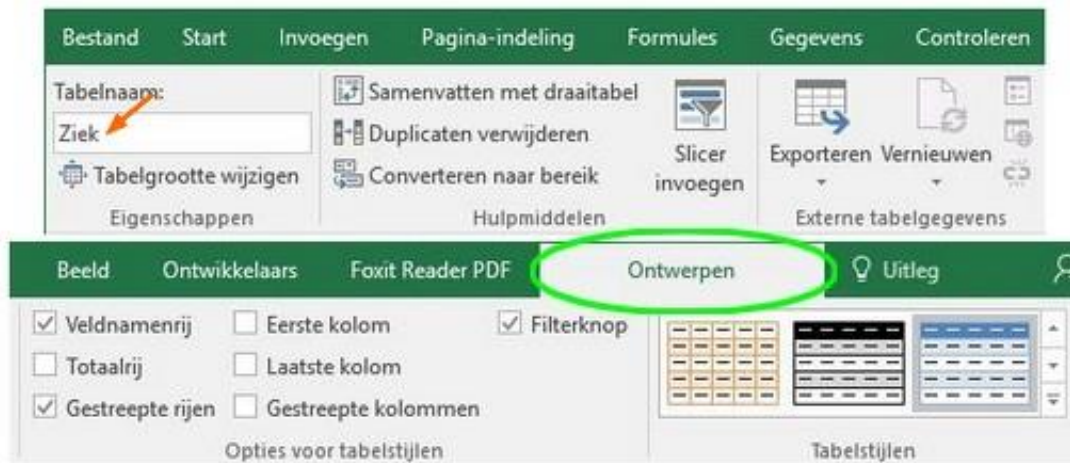 Bestand Start Invoegen Pagina-indeling Formules Gegevens Controleren
Tabelnaam:
Ziek
Tabelgrootte wijzigen
Eigenschappen
Samenvatten met draaitabel
Duplicaten verwijderen
Converteren naar bereik
Slicer
invoegen
Hulpmiddelen
Exporteren Vernieuwen
Externe tabelgegevens
Beeld Ontwikkelaars Foxit Reader PDF Ontwerpen Uitleg
Veldnamenrij Eerste kolom Filterknop
Totaalrij Laatste kolom
Gestreepte rijen Gestreepte kolommen
Opties voor tabelstijlen
Tabelstijlen